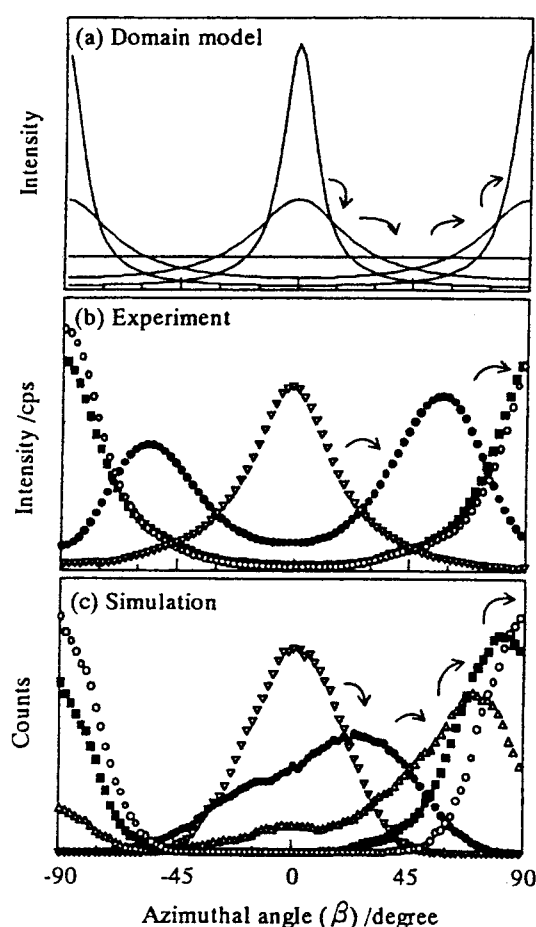 (a) Domain model
Intensity
(b) Experiment
Intensity /cps
(c) Simulation
Counts
-90 -45 0 45 90
Azimuthal angle (β) /degree